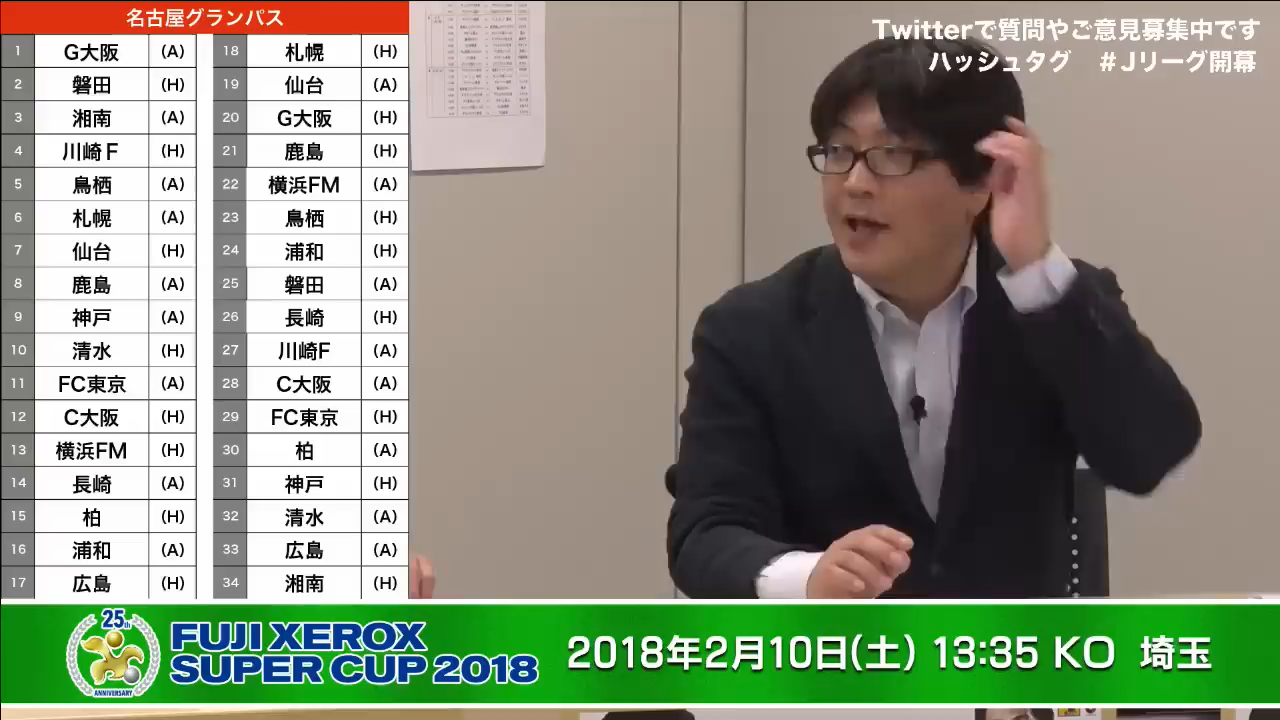 名古屋グランパス
1 G大阪 (A) 18 札幌 (H)
2 磐田 (H) 19 仙台 (A)
3 湘南 (A) 20 G大阪 (H)
4 川崎F (H) 21 鹿島 (H)
5 鳥栖 (A) 22 横浜FM (A)
6 札幌 (A) 23 鳥栖 (H)
7 仙台 (H) 24 浦和 (H)
8 鹿島 (A) 25 磐田 (A)
9 神戸 (A) 26 長崎 (H)
10 清水 (H) 27 川崎F (A)
11 FC東京 (A) 28 C大阪 (A)
12 C大阪 (H) 29 FC東京 (H)
13 横浜FM (H) 30 柏 (A)
14 長崎 (A) 31 神戸 (H)
15 柏 (H) 32 清水 (A)
16 浦和 (A) 33 広島 (A)
17 広島 (H) 34 湘南 (H)
Twitterで質問やご意見募集中です
ハッシュタグ #Jリーグ開幕
25th
ANNIVERSARY
FUJI XEROX
SUPER CUP 2018
2018年2月10日(土) 13:35 KO 埼玉